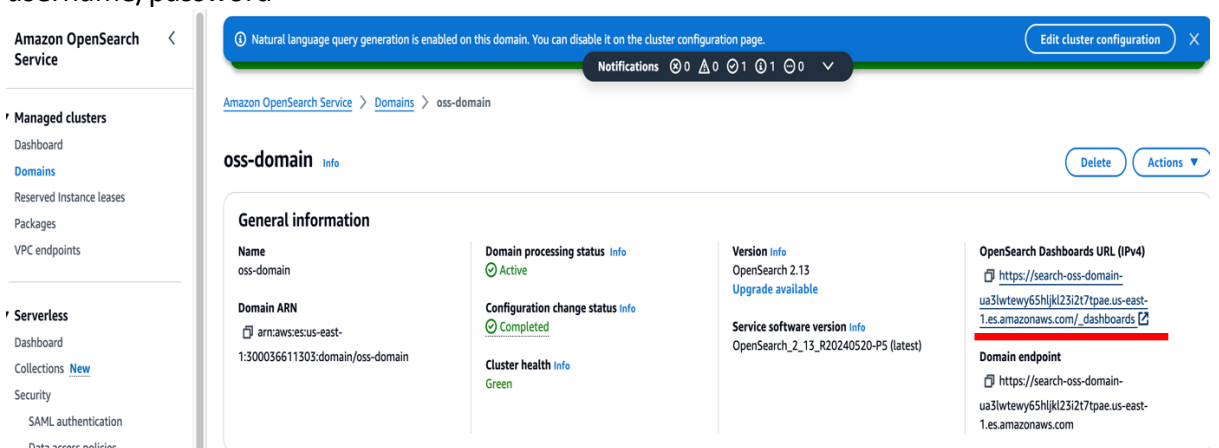 username/password
Amazon OpenSearch Service
Managed clusters
Dashboard
Domains
Reserved Instance leases
Packages
VPC endpoints
Serverless
Dashboard
Collections New
Security
SAML authentication
Data access policies
Natural language query generation is enabled on this domain. You can disable it on the cluster configuration page.
Edit cluster configuration
Notifications 0 0 1 1 0
Amazon OpenSearch Service > Domains > oss-domain
oss-domain Info
Delete
Actions
General information
Name
oss-domain
Domain ARN
arn:aws:es:us-east-
1:300036611303:domain/oss-domain
Domain processing status Info
Active
Configuration change status Info
Completed
Cluster health Info
Green
Version Info
OpenSearch 2.13
Upgrade available
Service software version Info
OpenSearch_2_13_R20240520-P5 (latest)
OpenSearch Dashboards URL (IPv4)
https://search-oss-domain-
ua3lwtewy65hljkl23i2t7tpae.us-east-
1.es.amazonaws.com/_dashboards
Domain endpoint
https://search-oss-domain-
ua3lwtewy65hljkl23i2t7tpae.us-east-
1.es.amazonaws.com